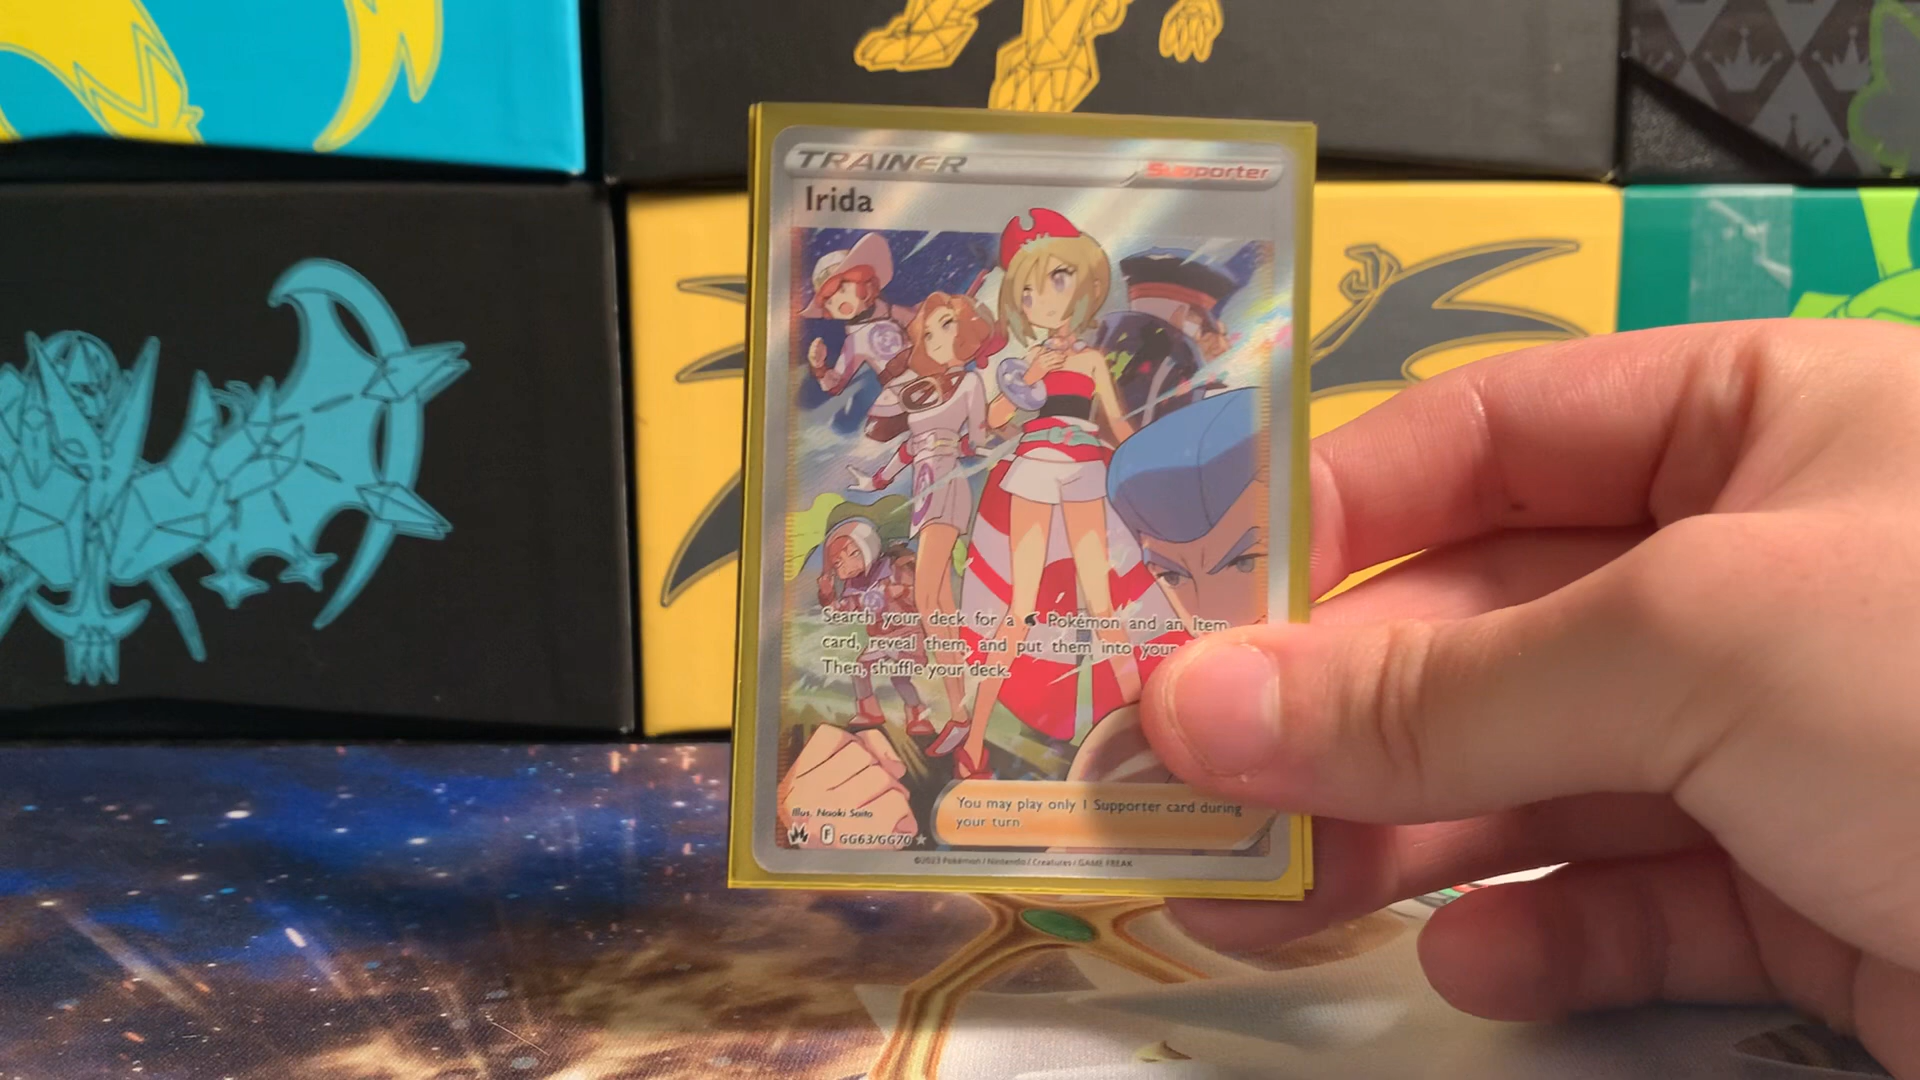 TRAINER
Supporter
Irida
Search your deck for a Pokémon and an Item
card, reveal them, and put them into your
Then, shuffle your deck.
You may play only 1 Supporter card during
your turn.
Illus. Naoki Saito
F GG63/GG70
©2023 Pokémon / Nintendo / Creatures / GAME FREAK